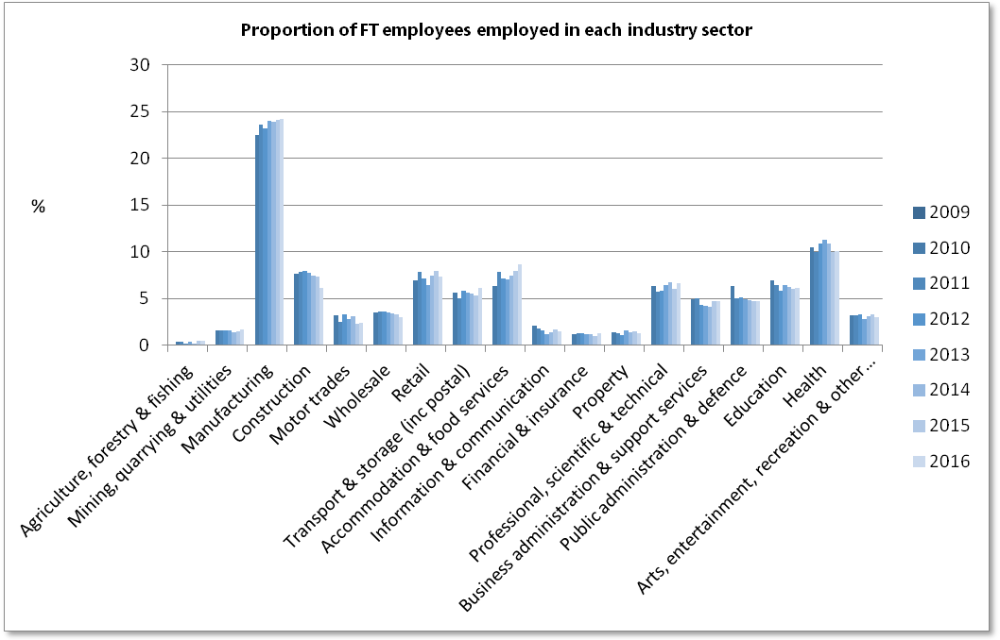 Proportion of FT employees employed in each industry sector
30
25
20
15
10
5
0
%
Agriculture, forestry & fishing
Mining, quarrying & utilities
Manufacturing
Construction
Motor trades
Wholesale
Retail
Transport & storage (inc postal)
Accommodation & food services
Information & communication
Financial & insurance
Property
Professional, scientific & technical
Business administration & support services
Public administration & defence
Education
Health
Arts, entertainment, recreation & other...
2009
2010
2011
2012
2013
2014
2015
2016